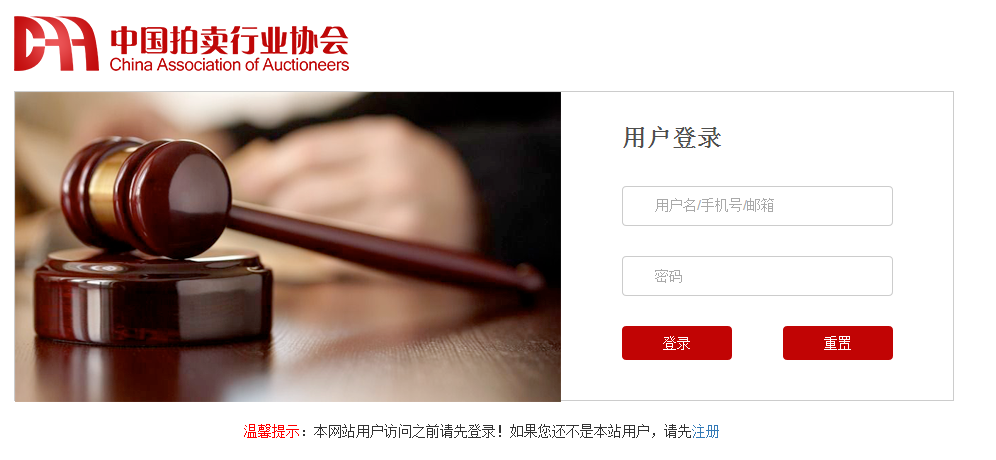 中国拍卖行业协会
China Association of Auctioneers
用户登录
用户名/手机号/邮箱
密码
登录
重置
温馨提示：本网站用户访问之前请先登录！如果您还不是本站用户，请先注册